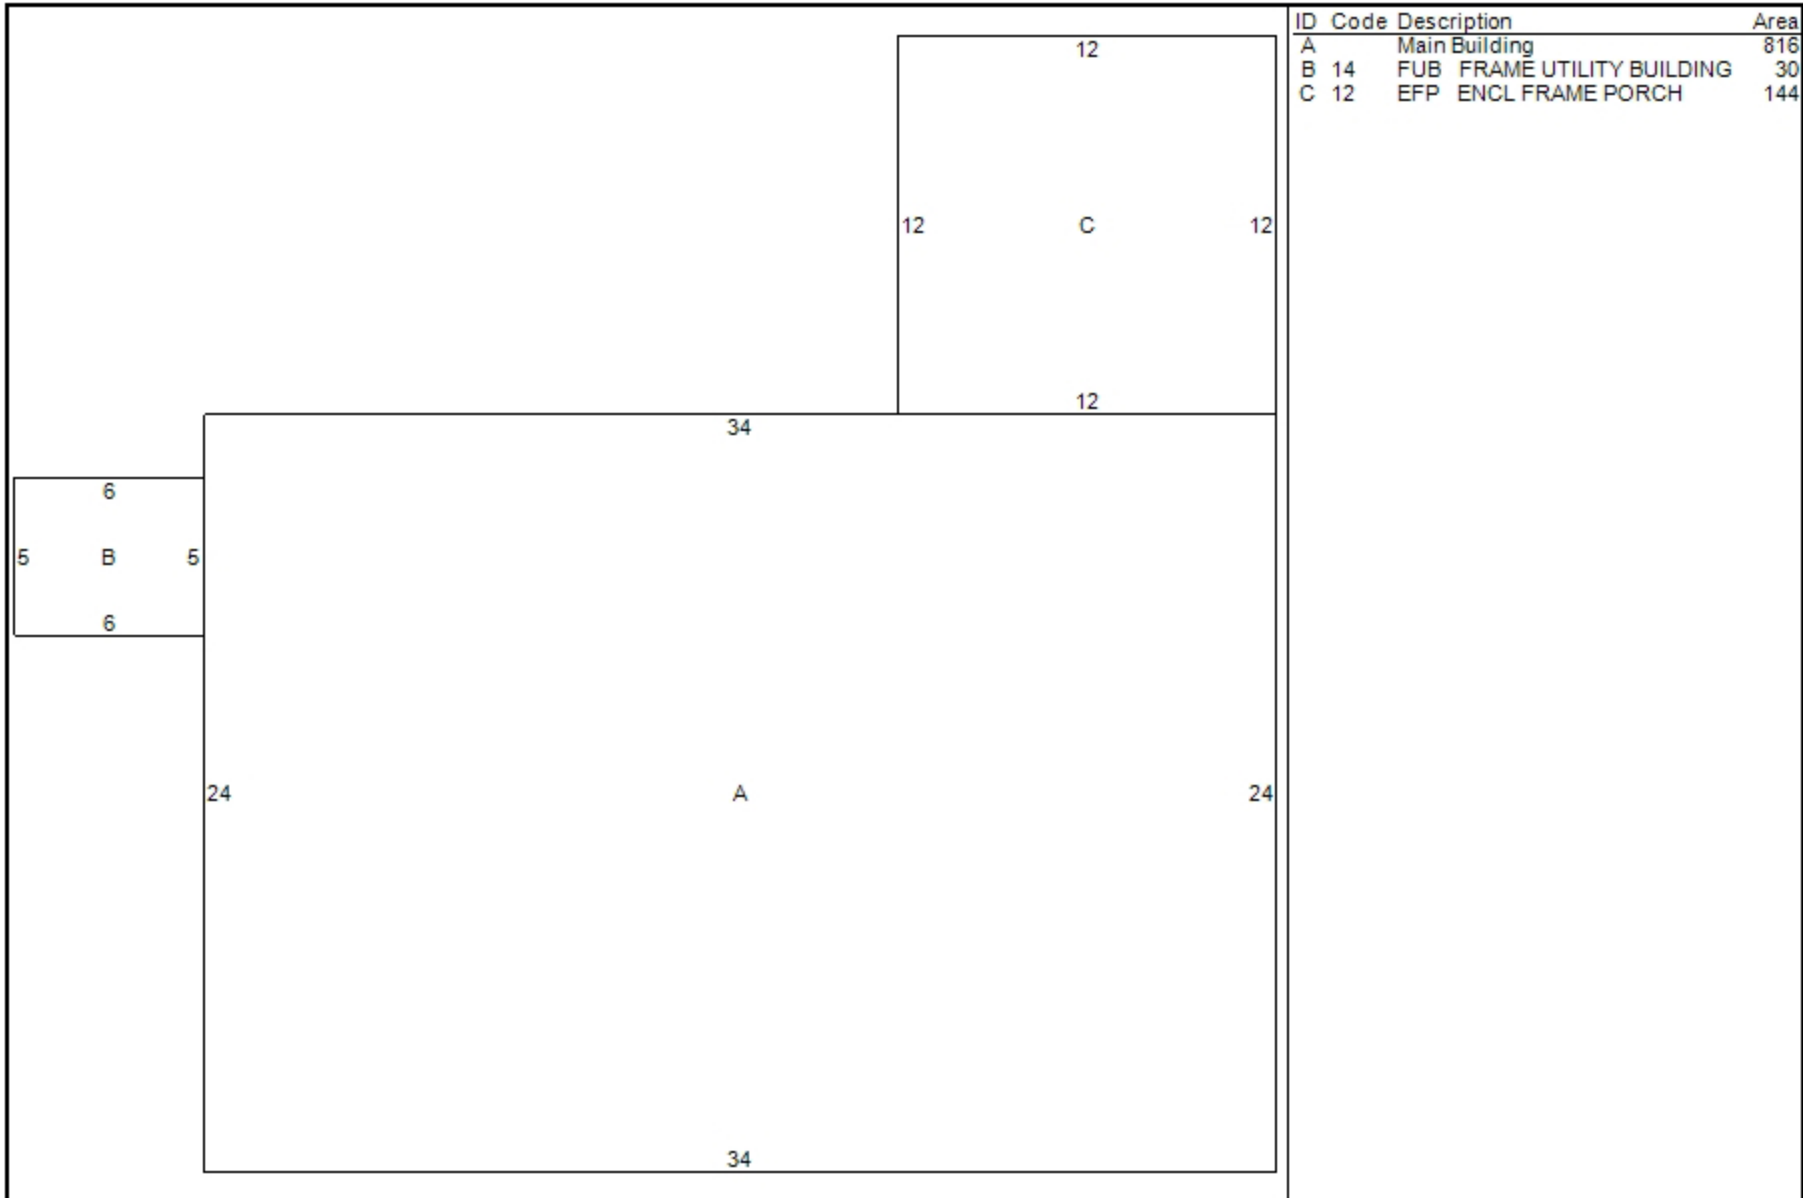 ID Code Description Area
A Main Building 816
B 14 FUB FRAME UTILITY BUILDING 30
C 12 EFP ENCL FRAME PORCH 144
12
12 C 12
12
34
6
5 B 5
6
24 A 24
34